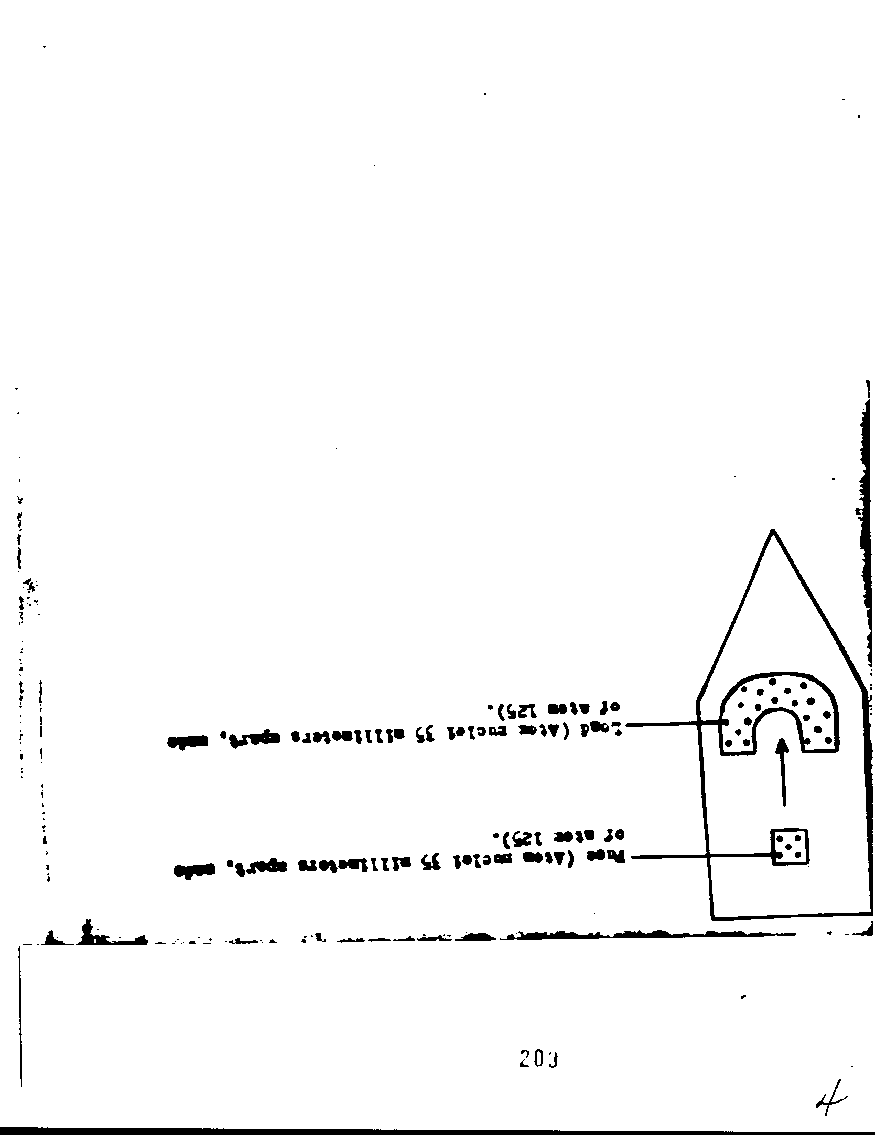 Load (Atom nuclei 35 millimeters apart, made
of atom 125).
Fuse (Atom nuclei 35 millimeters apart, made
of atom 125).
4